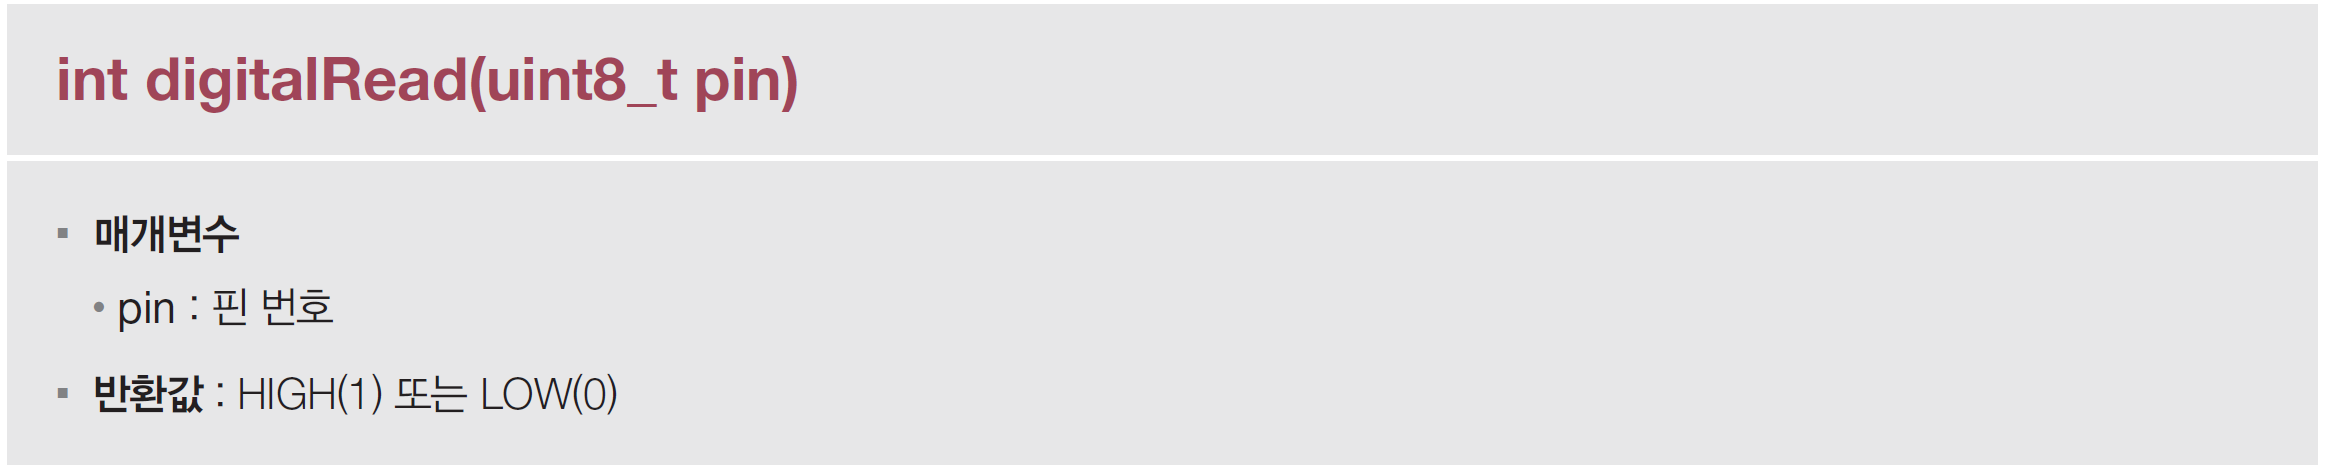 int digitalRead(uint8_t pin)
▪ 매개변수
• pin : 핀 번호
▪ 반환값 : HIGH(1) 또는 LOW(0)